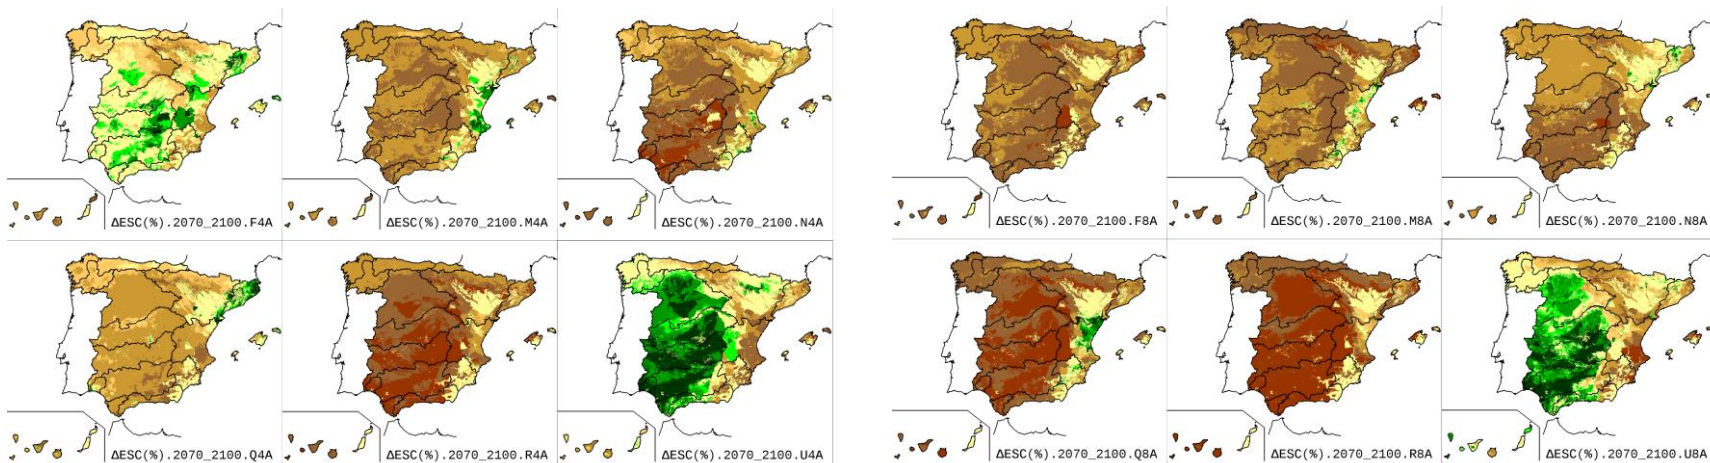 ΔESC(%).2070_2100.F4A
ΔESC(%).2070_2100.M4A
ΔESC(%).2070_2100.N4A
ΔESC(%).2070_2100.F8A
ΔESC(%).2070_2100.M8A
ΔESC(%).2070_2100.N8A
ΔESC(%).2070_2100.Q4A
ΔESC(%).2070_2100.R4A
ΔESC(%).2070_2100.U4A
ΔESC(%).2070_2100.Q8A
ΔESC(%).2070_2100.R8A
ΔESC(%).2070_2100.U8A